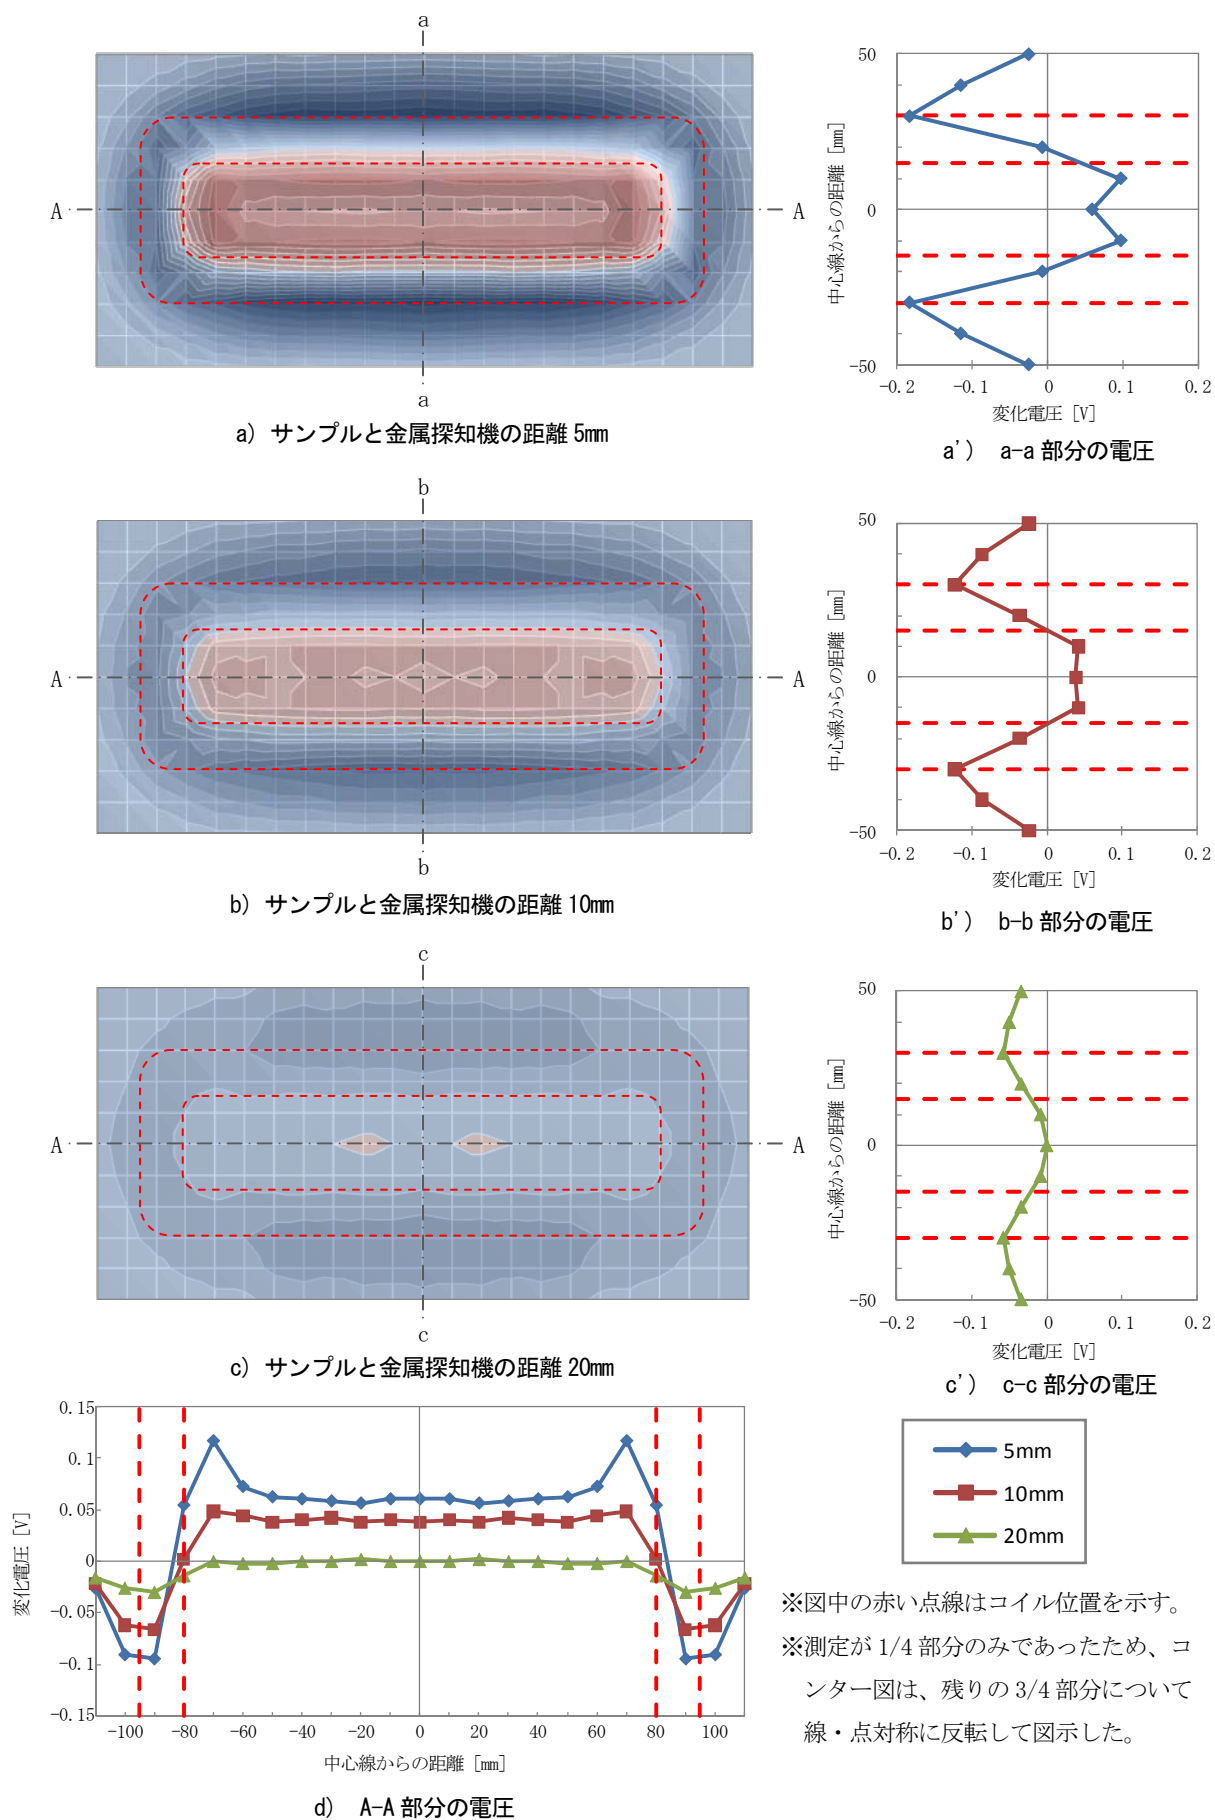 a
A
A
a
a) サンプルと金属探知機の距離 5mm
50
0
-50
中心線からの距離 [mm]
-0.2
-0.1
0
0.1
0.2
変化電圧 [V]
a') a-a 部分の電圧
b
A
A
b
b) サンプルと金属探知機の距離 10mm
50
0
-50
中心線からの距離 [mm]
-0.2
-0.1
0
0.1
0.2
変化電圧 [V]
b') b-b 部分の電圧
c
A
A
c
c) サンプルと金属探知機の距離 20mm
50
0
-50
中心線からの距離 [mm]
-0.2
-0.1
0
0.1
0.2
変化電圧 [V]
c') c-c 部分の電圧
0.15
0.1
0.05
0
-0.05
-0.1
-0.15
変化電圧 [V]
-100
-80
-60
-40
-20
0
20
40
60
80
100
中心線からの距離 [mm]
d) A-A 部分の電圧
5mm
10mm
20mm
※図中の赤い点線はコイル位置を示す。
※測定が 1/4 部分のみであったため、コ
ンター図は、残りの 3/4 部分について
線・点対称に反転して図示した。